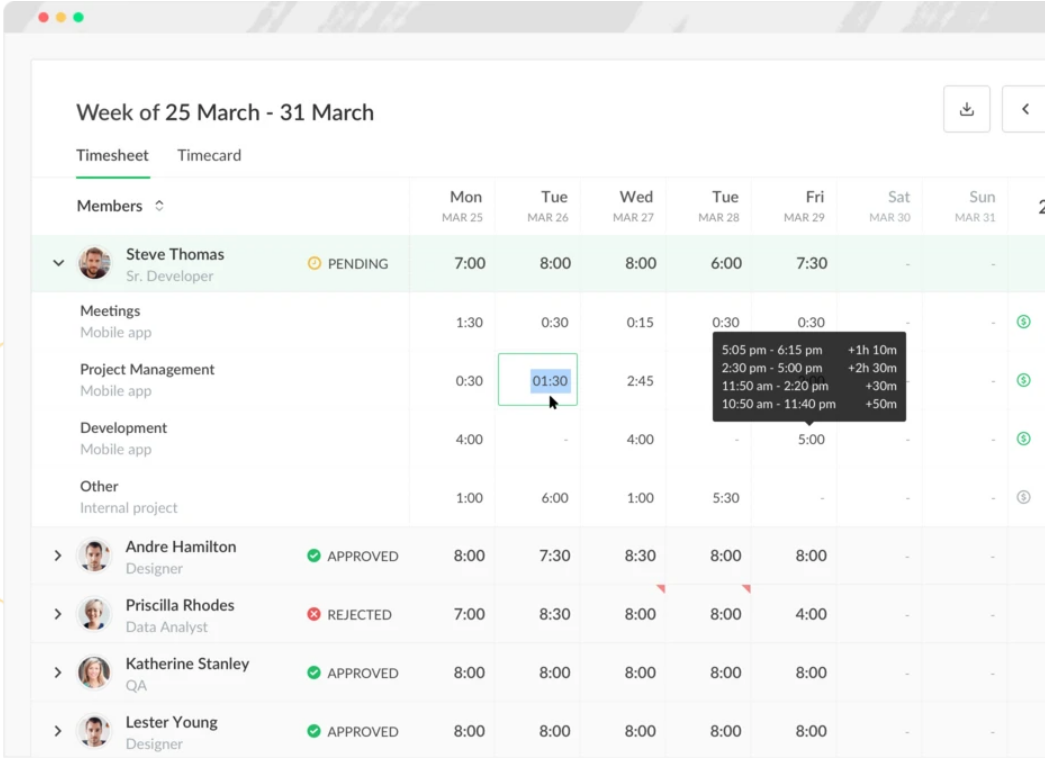 Week of 25 March - 31 March
Timesheet Timecard
Members Mon Tue Wed Tue Fri Sat Sun
MAR 25 MAR 26 MAR 27 MAR 28 MAR 29 MAR 30 MAR 31
Steve Thomas PENDING 7:00 8:00 8:00 6:00 7:30 - -
Sr. Developer
Meetings 1:30 0:30 0:15 0:30 0:30 - -
Mobile app
5:05 pm - 6:15 pm +1h 10m
2:30 pm - 5:00 pm +2h 30m
11:50 am - 2:20 pm +30m
10:50 am - 11:40 pm +50m
Project Management 0:30 01:30 2:45 -
Mobile app
Development 4:00 - 4:00 - 5:00 - -
Mobile app
Other 1:00 6:00 1:00 5:30 - - -
Internal project
Andre Hamilton APPROVED 8:00 7:30 8:30 8:00 8:00 - -
Designer
Priscilla Rhodes REJECTED 7:00 8:30 8:00 8:00 4:00 - -
Data Analyst
Katherine Stanley APPROVED 8:00 8:00 8:00 8:00 8:00 - -
QA
Lester Young APPROVED 8:00 8:00 8:00 8:00 8:00 - -
Designer